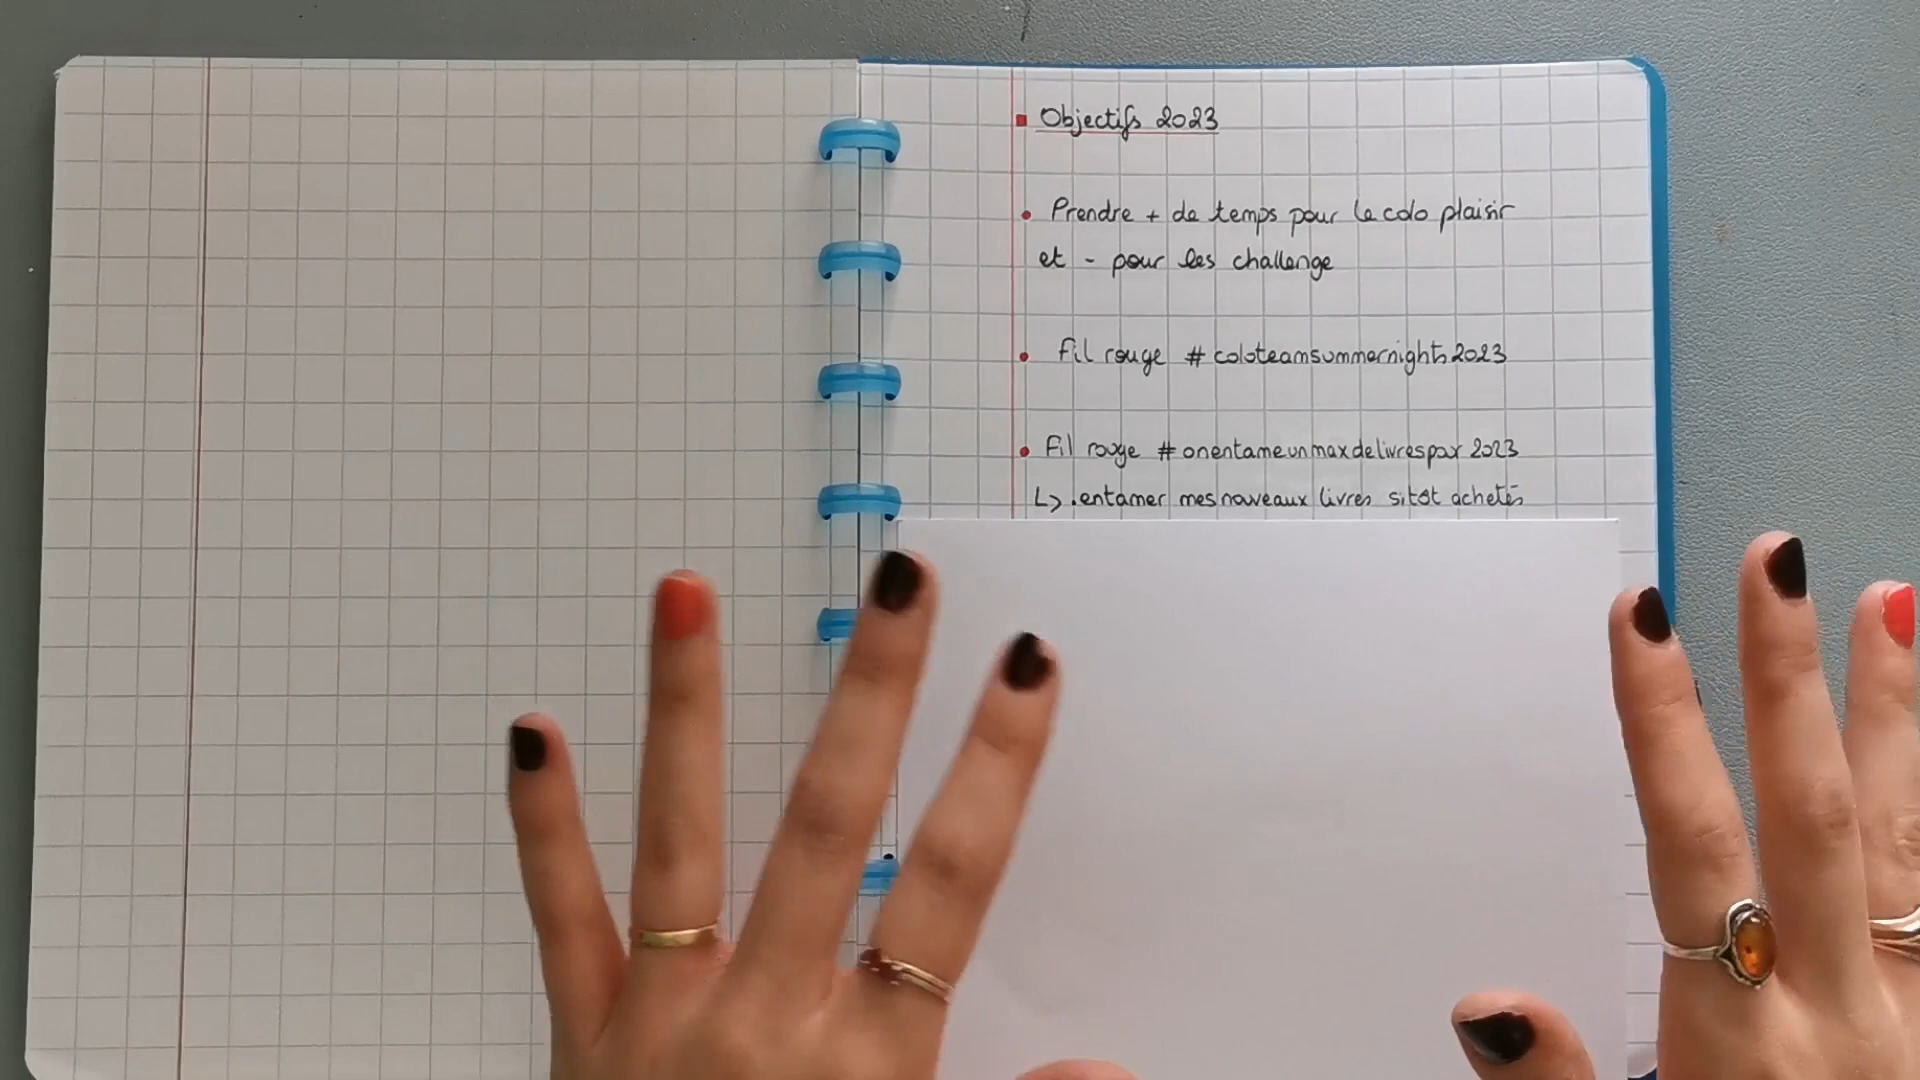 Objectifs 2023
Prendre + de temps pour le colo plaisir
et - pour les challenge
Fil rouge #coloteamsummernights2023
Fil rouge #onentameunmaxdelivrespar2023
↳ .entamer mes nouveaux livres sitôt achetés